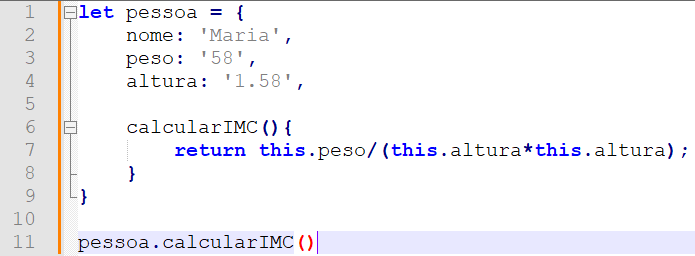 1 let pessoa = {
2 nome: 'Maria',
3 peso: '58',
4 altura: '1.58',
5
6 calcularIMC(){
7 return this.peso/(this.altura*this.altura);
8 }
9 }
10
11 pessoa.calcularIMC()